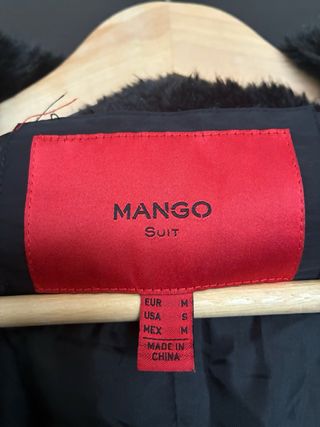 MANGO
SUIT
EUR M
USA S
MEX M
MADE IN
CHINA